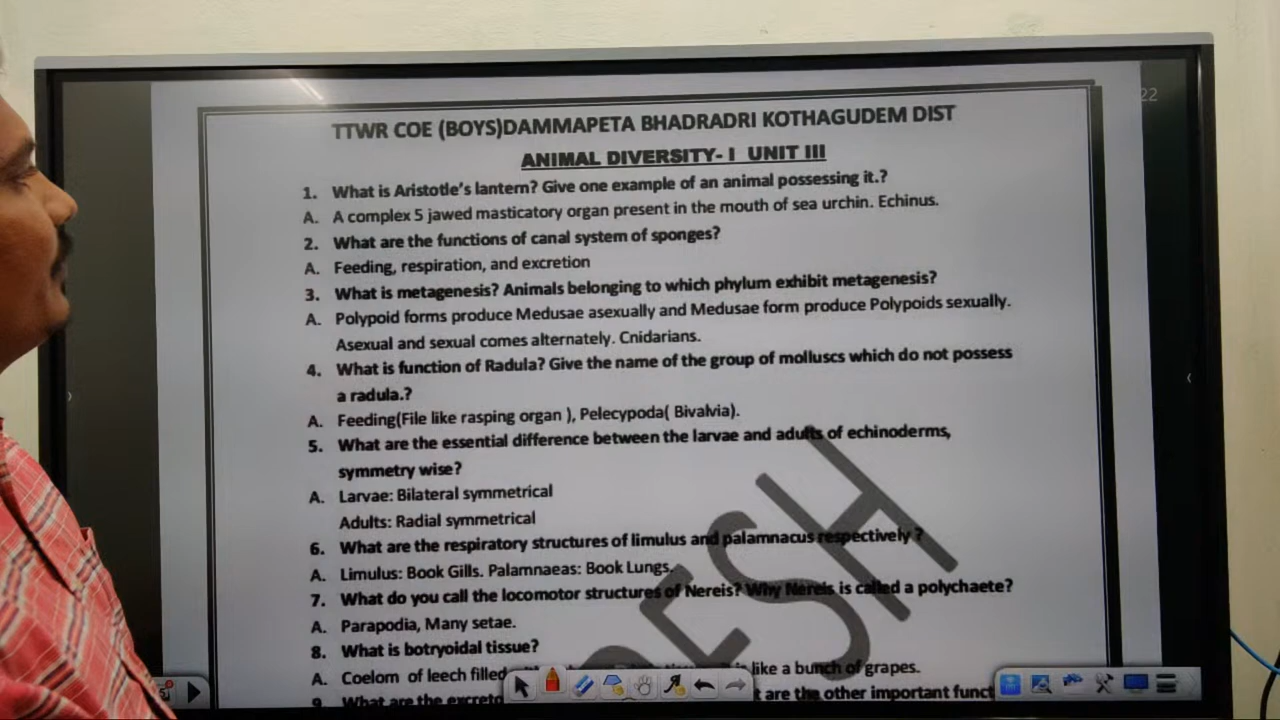 22
TTWR COE (BOYS)DAMMAPETA BHADRADRI KOTHAGUDEM DIST
ANIMAL DIVERSITY- I UNIT III
1. What is Aristotle's lantern? Give one example of an animal possessing it.?
A. A complex 5 jawed masticatory organ present in the mouth of sea urchin. Echinus.
2. What are the functions of canal system of sponges?
A. Feeding, respiration, and excretion
3. What is metagenesis? Animals belonging to which phylum exhibit metagenesis?
A. Polypoid forms produce Medusae asexually and Medusae form produce Polypoids sexually.
Asexual and sexual comes alternately. Cnidarians.
4. What is function of Radula? Give the name of the group of molluscs which do not possess
a radula.?
A. Feeding(File like rasping organ ), Pelecypoda( Bivalvia).
5. What are the essential difference between the larvae and adults of echinoderms,
symmetry wise?
A. Larvae: Bilateral symmetrical
Adults: Radial symmetrical
6. What are the respiratory structures of limulus and palamnacus respectively ?
A. Limulus: Book Gills. Palamnaeas: Book Lungs.
7. What do you call the locomotor structures of Nereis? Why Nereis is called a polychaete?
A. Parapodia, Many setae.
8. What is botryoidal tissue?
A. Coelom of leech filled like a bunch of grapes.
9. What are the excreto t are the other important funct
ESH